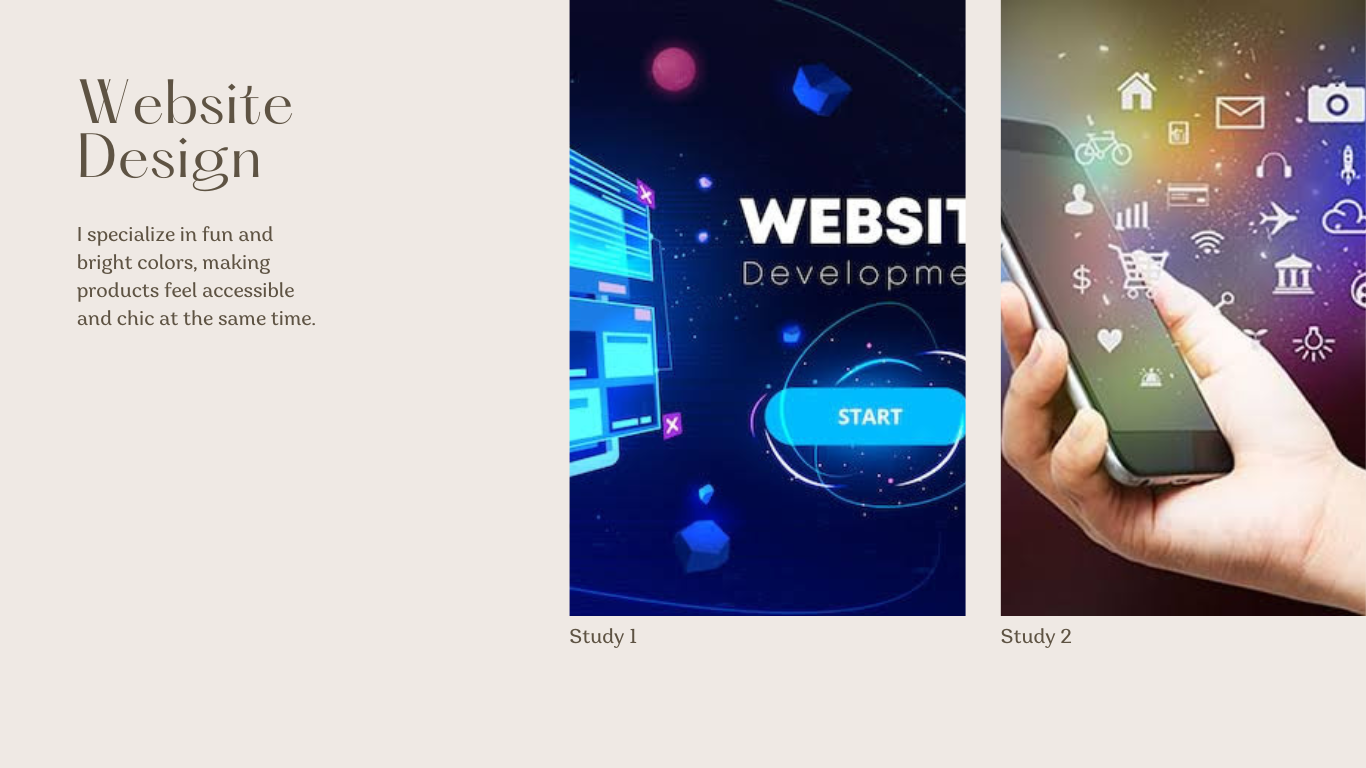 Website
Design
I specialize in fun and
bright colors, making
products feel accessible
and chic at the same time.
WEBSIT
Developme
START
Study 1
Study 2